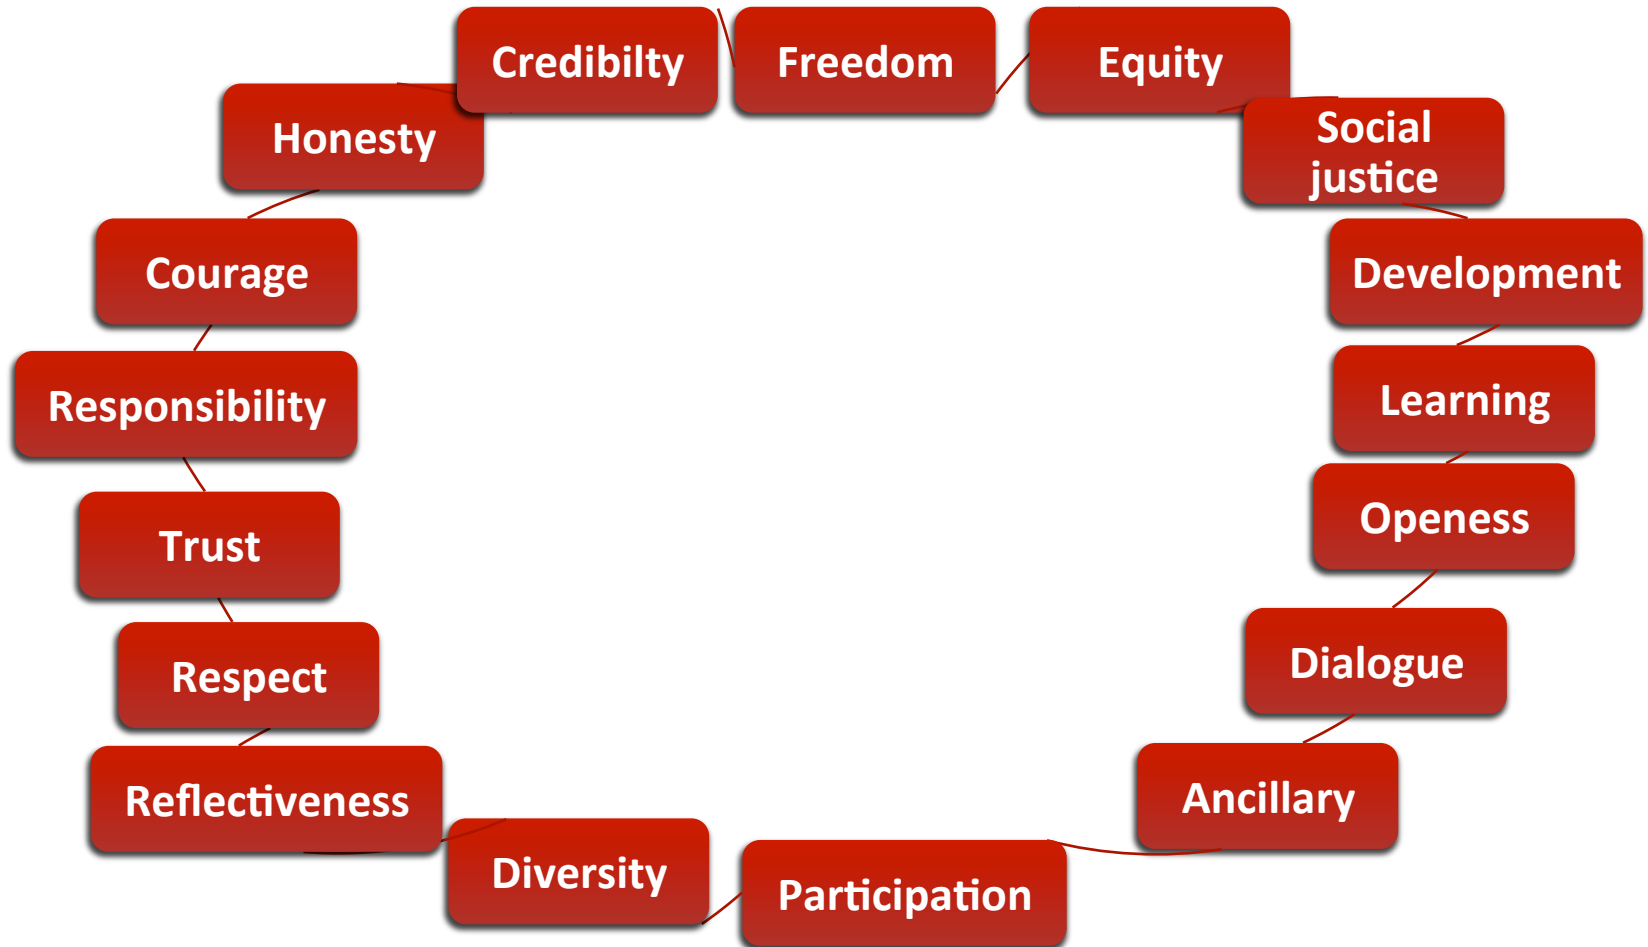 Credibilty
Freedom
Equity
Social
justice
Development
Learning
Openess
Dialogue
Ancillary
Participation
Diversity
Reflectiveness
Respect
Trust
Responsibility
Courage
Honesty